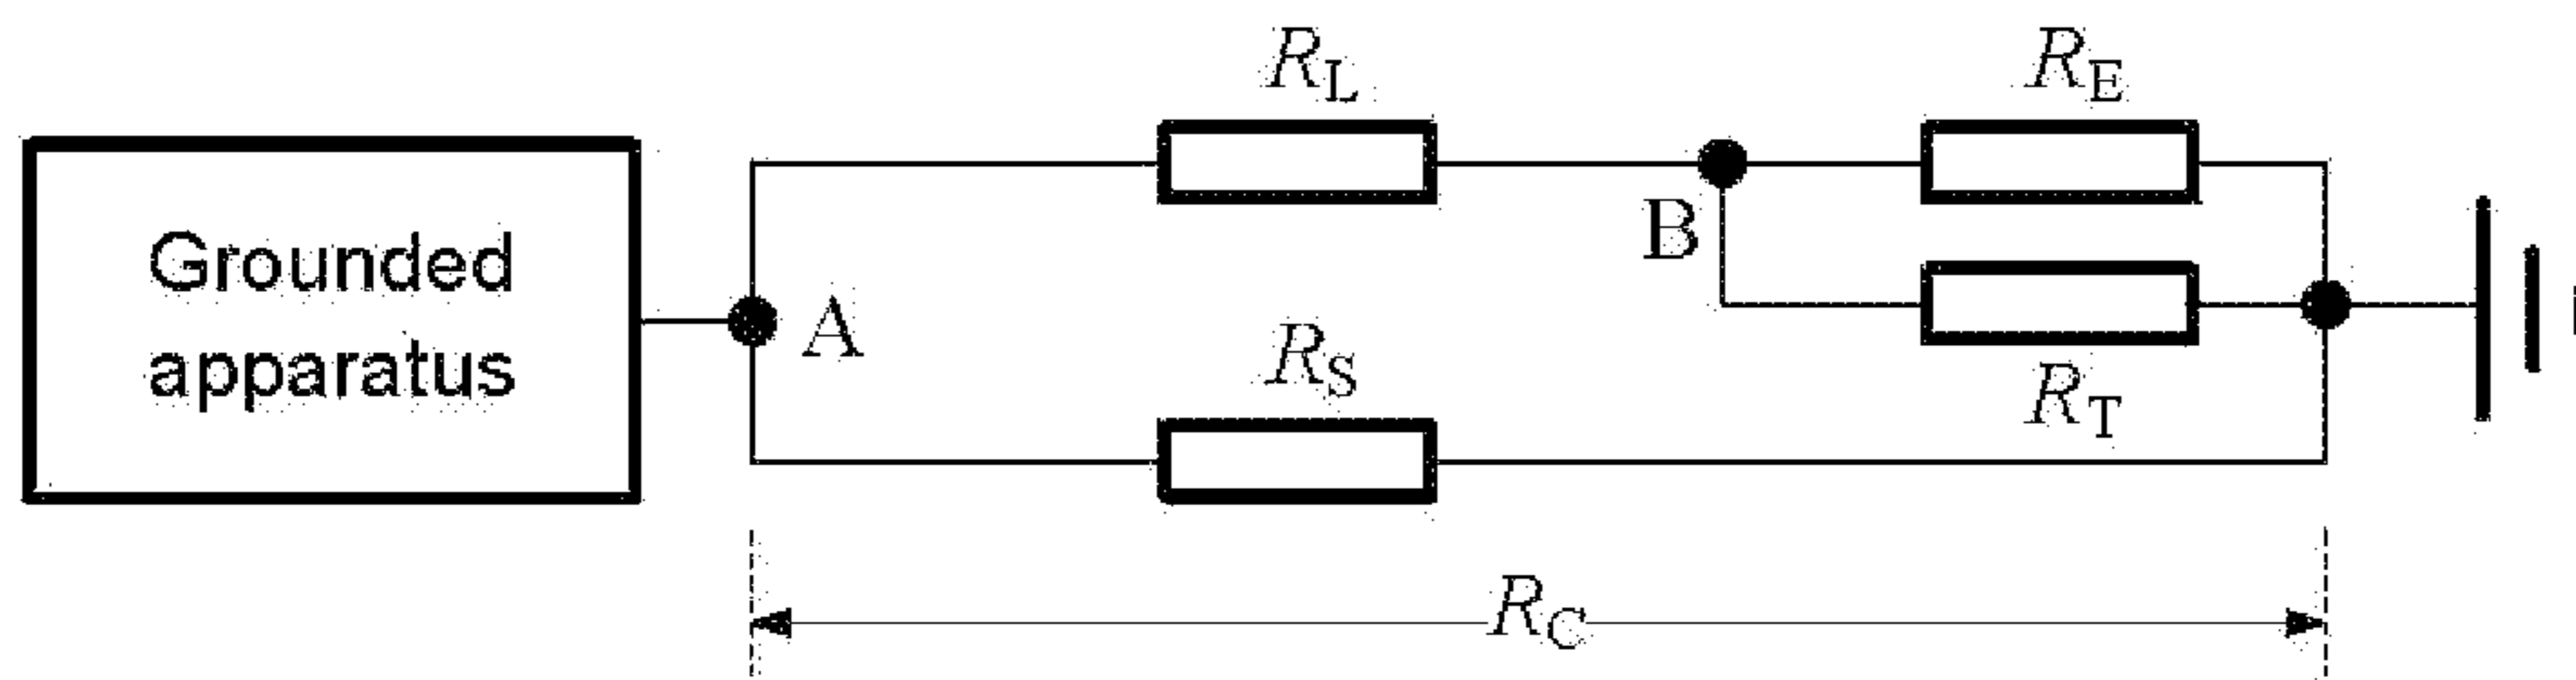 Grounded
apparatus
A
R_L
B
R_E
R_S
R_T
R_C